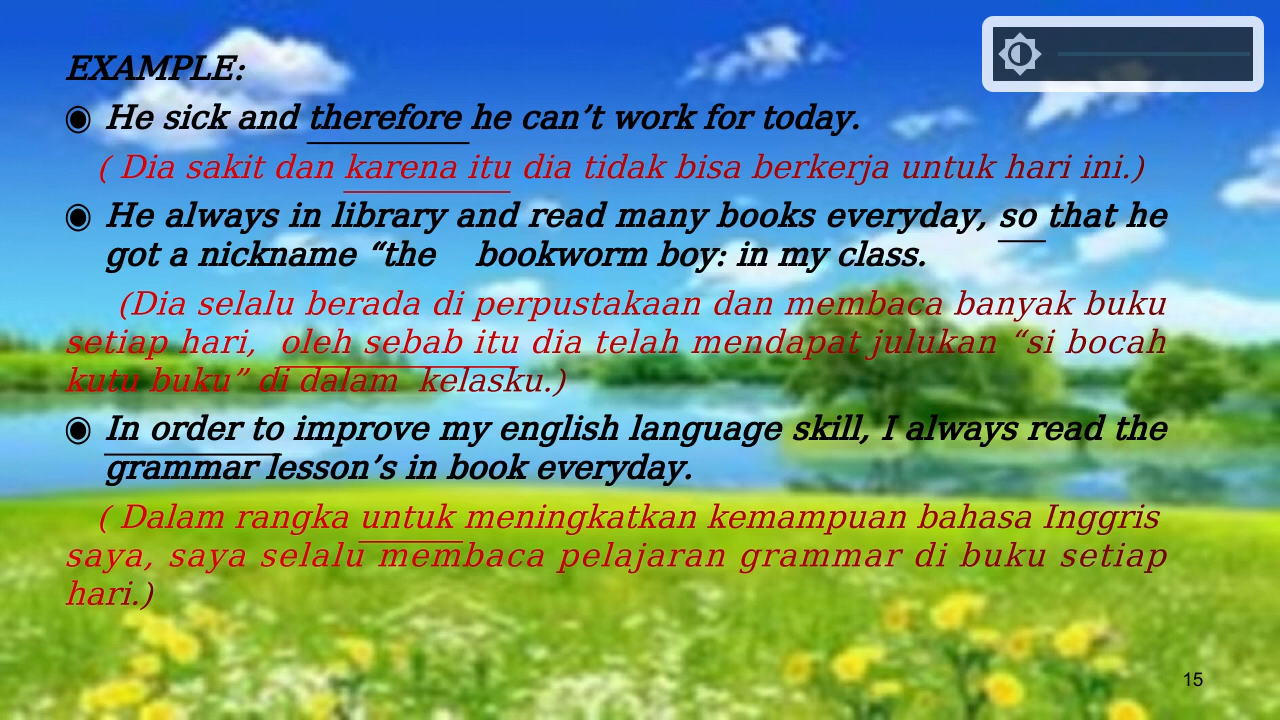 EXAMPLE:
◉ He sick and therefore he can’t work for today.
( Dia sakit dan karena itu dia tidak bisa berkerja untuk hari ini.)
◉ He always in library and read many books everyday, so that he
got a nickname “the bookworm boy: in my class.
(Dia selalu berada di perpustakaan dan membaca banyak buku
setiap hari, oleh sebab itu dia telah mendapat julukan “si bocah
kutu buku” di dalam kelasku.)
◉ In order to improve my english language skill, I always read the
grammar lesson’s in book everyday.
( Dalam rangka untuk meningkatkan kemampuan bahasa Inggris
saya, saya selalu membaca pelajaran grammar di buku setiap
hari.)
15